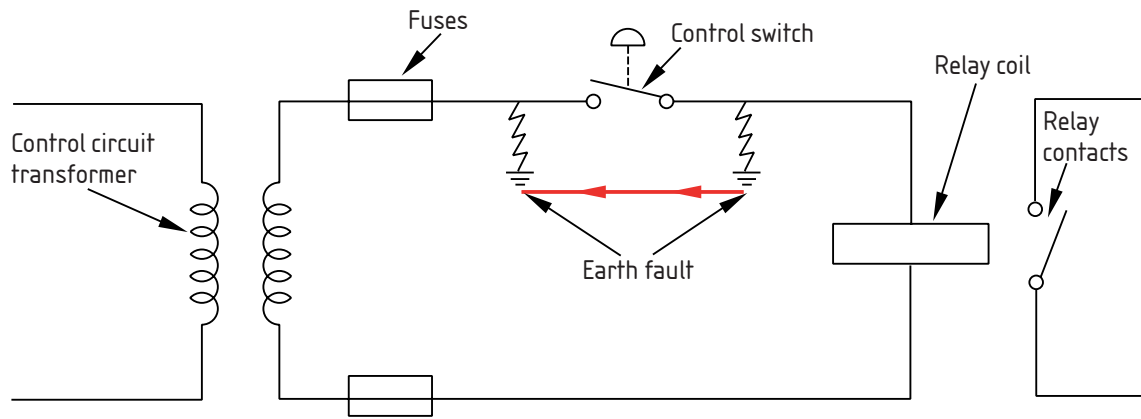 Fuses
Control switch
Relay coil
Control circuit
transformer
Relay
contacts
Earth fault